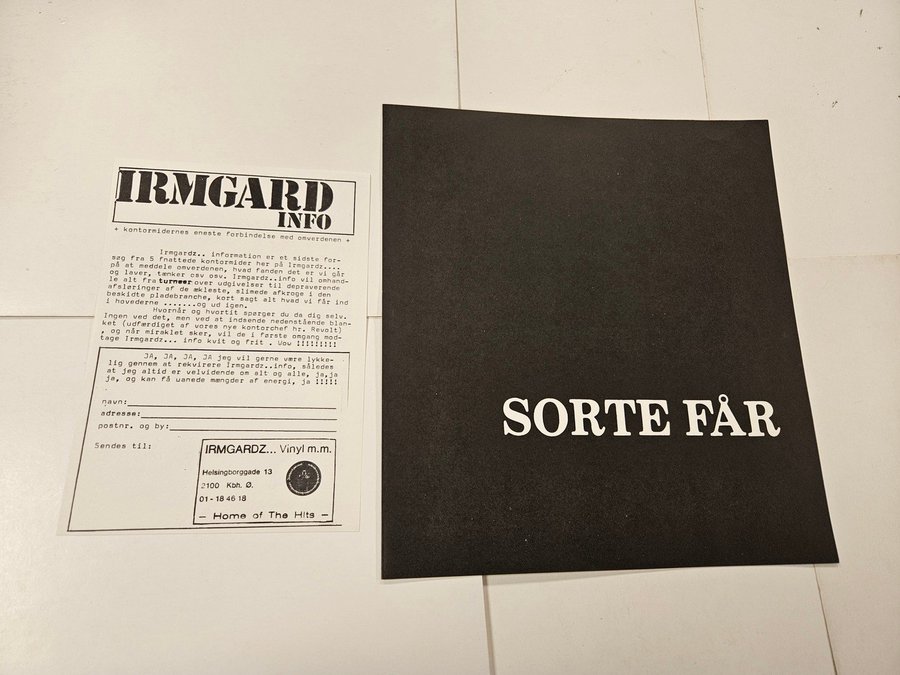 IRMGARD
INFO
+ kontormidernes eneste forbindelse med omverdenen +
Irmgardz.. information er et sidste for-
søg fra 5 fnattede kontormider her på Irmgardz....
på at meddele omverdenen, hvad fanden det er vi går
og laver, tænker osv osv. Irmgardz..info vil omhand-
le alt fra turneer over udgivelser til depraverende
afsløringer af de ækleste, slimede afkroge i den
beskidte pladebranche, kort sagt alt hvad vi får ind
i hovederne .......og ud igen.
Hvornår og hvortit spørger du da dig selv.
Ingen ved det, men ved at indsende nedenstående blan-
ket (udfærdiget af vores nye kontorchef hr. Revolt)
, og når miraklet sker, vil de i første omgang mod-
tage Irmgardz... info kvit og frit . Wow !!!!!!!!!
JA, JA, JA, JA jeg vil gerne være lykke-
lig gennem at rekvirere Irmgardz..info, således
at jeg altid er velvidende om alt og alle, ja,ja
ja, og kan få uanede mængder af energi, ja !!!!!
navn:
adresse:
postnr. og by:
Sendes til:
IRMGARDZ... Vinyl m.m.
Helsingborggade 13
2100 Kbh. Ø.
01 - 18 46 18
— Home of The Hits —
SORTE FÅR